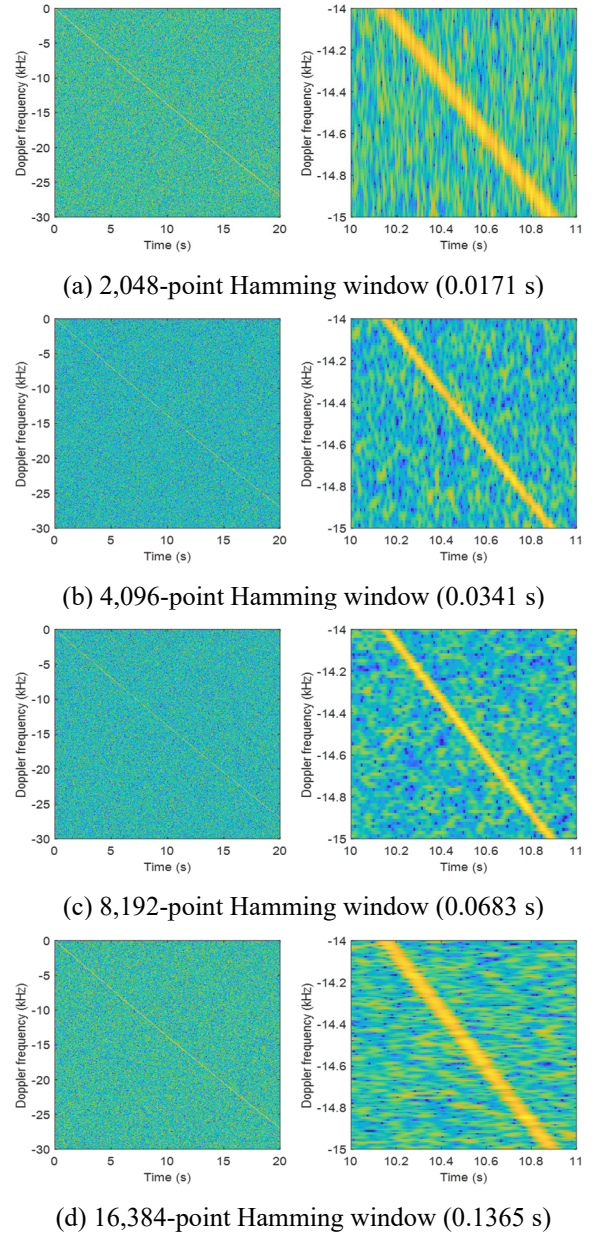 0
-5
-10
-15
-20
-25
-30
Doppler frequency (kHz)
0 5 10 15 20
Time (s)
-14
-14.2
-14.4
-14.6
-14.8
-15
Doppler frequency (kHz)
10 10.2 10.4 10.6 10.8 11
Time (s)
(a) 2,048-point Hamming window (0.0171 s)
0
-5
-10
-15
-20
-25
-30
Doppler frequency (kHz)
0 5 10 15 20
Time (s)
-14
-14.2
-14.4
-14.6
-14.8
-15
Doppler frequency (kHz)
10 10.2 10.4 10.6 10.8 11
Time (s)
(b) 4,096-point Hamming window (0.0341 s)
0
-5
-10
-15
-20
-25
-30
Doppler frequency (kHz)
0 5 10 15 20
Time (s)
-14
-14.2
-14.4
-14.6
-14.8
-15
Doppler frequency (kHz)
10 10.2 10.4 10.6 10.8 11
Time (s)
(c) 8,192-point Hamming window (0.0683 s)
0
-5
-10
-15
-20
-25
-30
Doppler frequency (kHz)
0 5 10 15 20
Time (s)
-14
-14.2
-14.4
-14.6
-14.8
-15
Doppler frequency (kHz)
10 10.2 10.4 10.6 10.8 11
Time (s)
(d) 16,384-point Hamming window (0.1365 s)